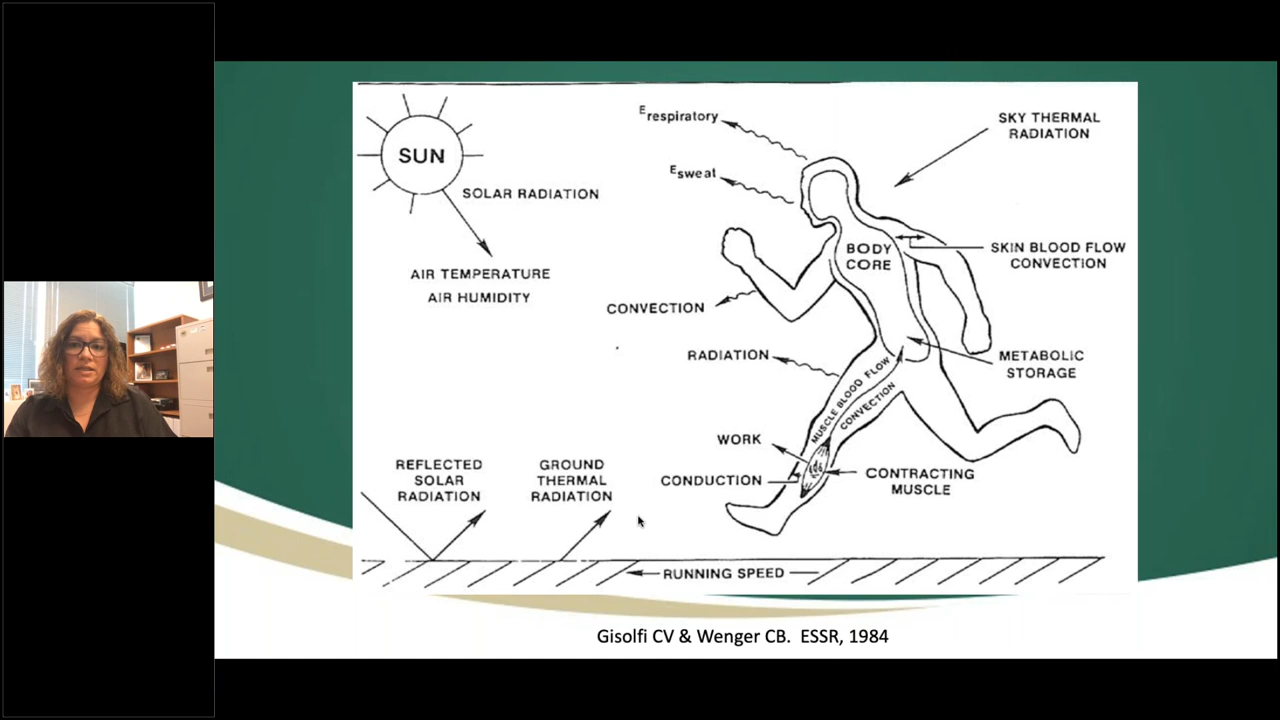 SUN
SOLAR RADIATION
AIR TEMPERATURE
AIR HUMIDITY
E respiratory
E sweat
SKY THERMAL
RADIATION
BODY
CORE
SKIN BLOOD FLOW
CONVECTION
CONVECTION
RADIATION
METABOLIC
STORAGE
MUSCLE BLOOD FLOW
CONVECTION
WORK
CONDUCTION
CONTRACTING
MUSCLE
REFLECTED
SOLAR
RADIATION
GROUND
THERMAL
RADIATION
RUNNING SPEED
Gisolfi CV & Wenger CB. ESSR, 1984